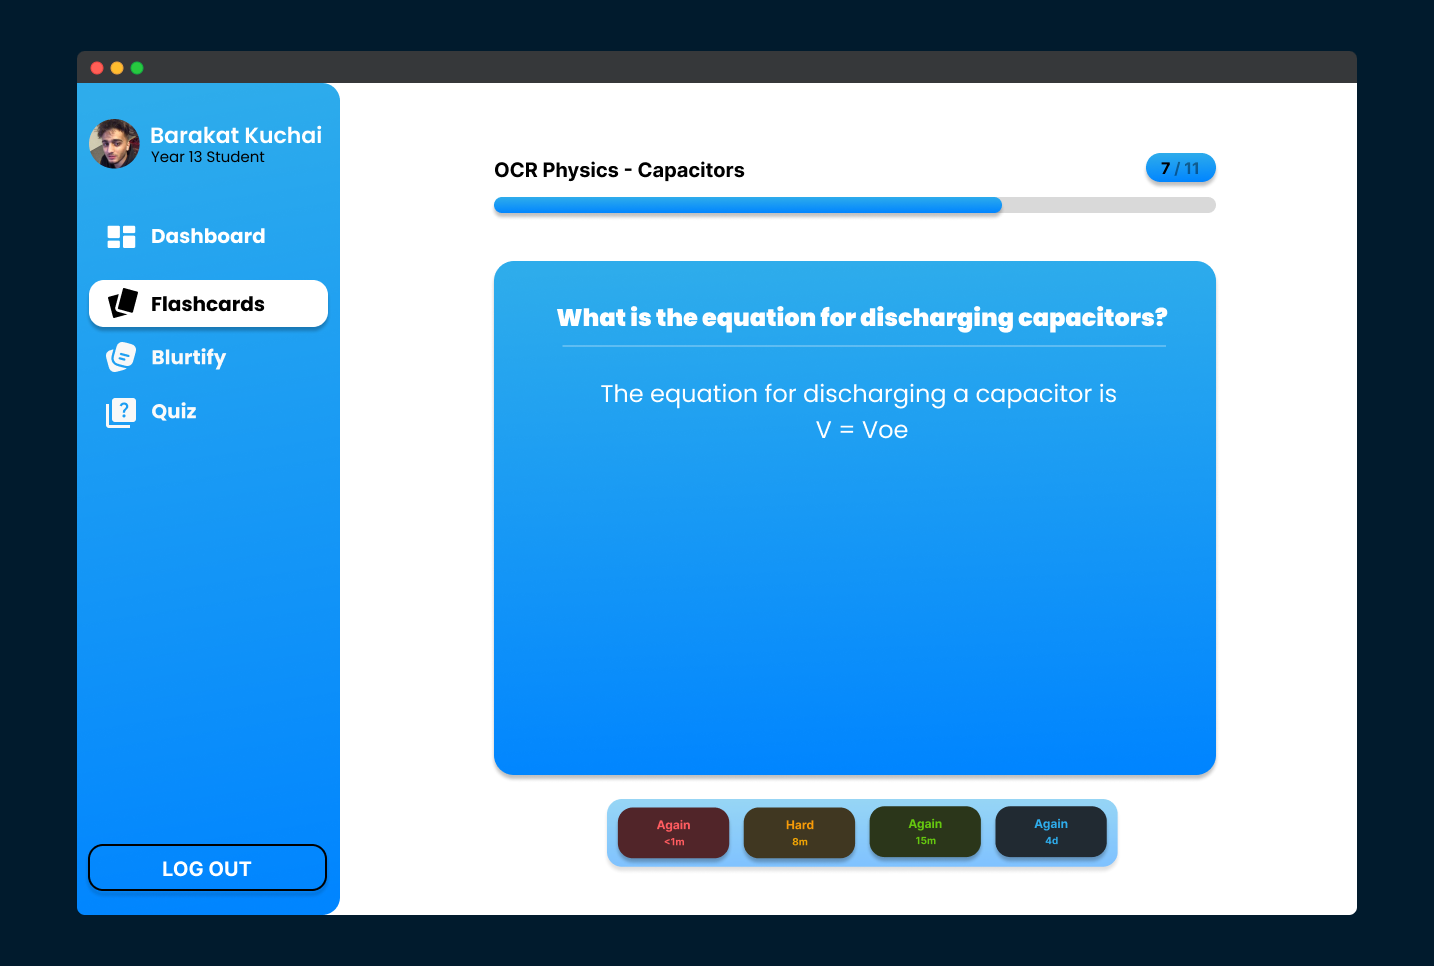 Barakat Kuchai
Year 13 Student
Dashboard
Flashcards
Blurtify
?
Quiz
LOG OUT
OCR Physics - Capacitors
7 / 11
What is the equation for discharging capacitors?
The equation for discharging a capacitor is
V = Voe
Again
<1m
Hard
8m
Again
15m
Again
4d